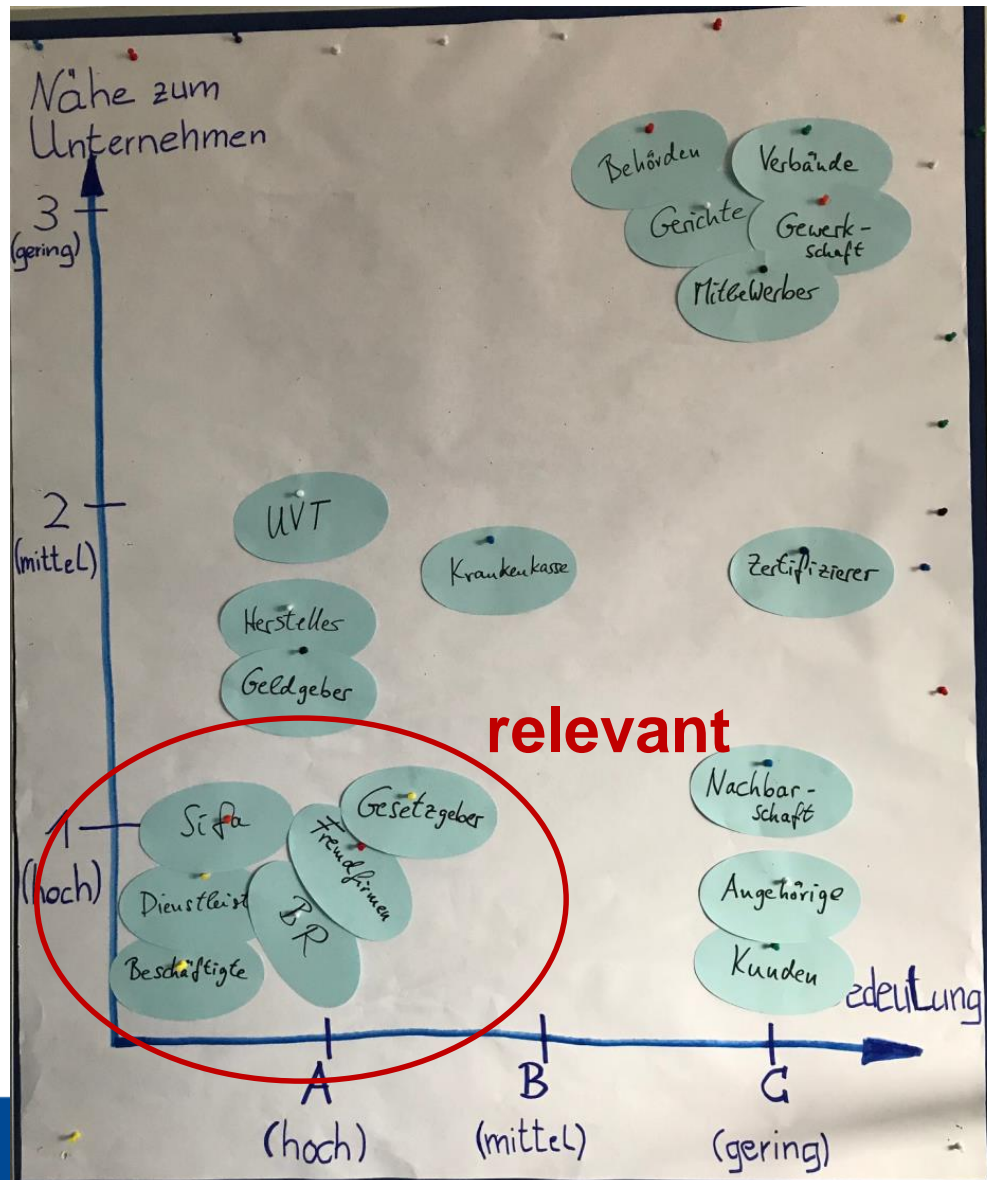 Nähe zum
Unternehmen
3
(gering)
Behörden
Verbände
Gerichte
Gewerk-
schaft
Mitbewerber
2
(mittel)
UVT
Krankenkasse
Zertifizierer
Hersteller
Geldgeber
relevant
1
(hoch)
Sifa
Fremdfirmen
Gesetzgeber
Nachbar-
schaft
Dienstleist
BR
Angehörige
Beschäftigte
Kunden
edeutung
A
B
C
(hoch)
(mittel)
(gering)